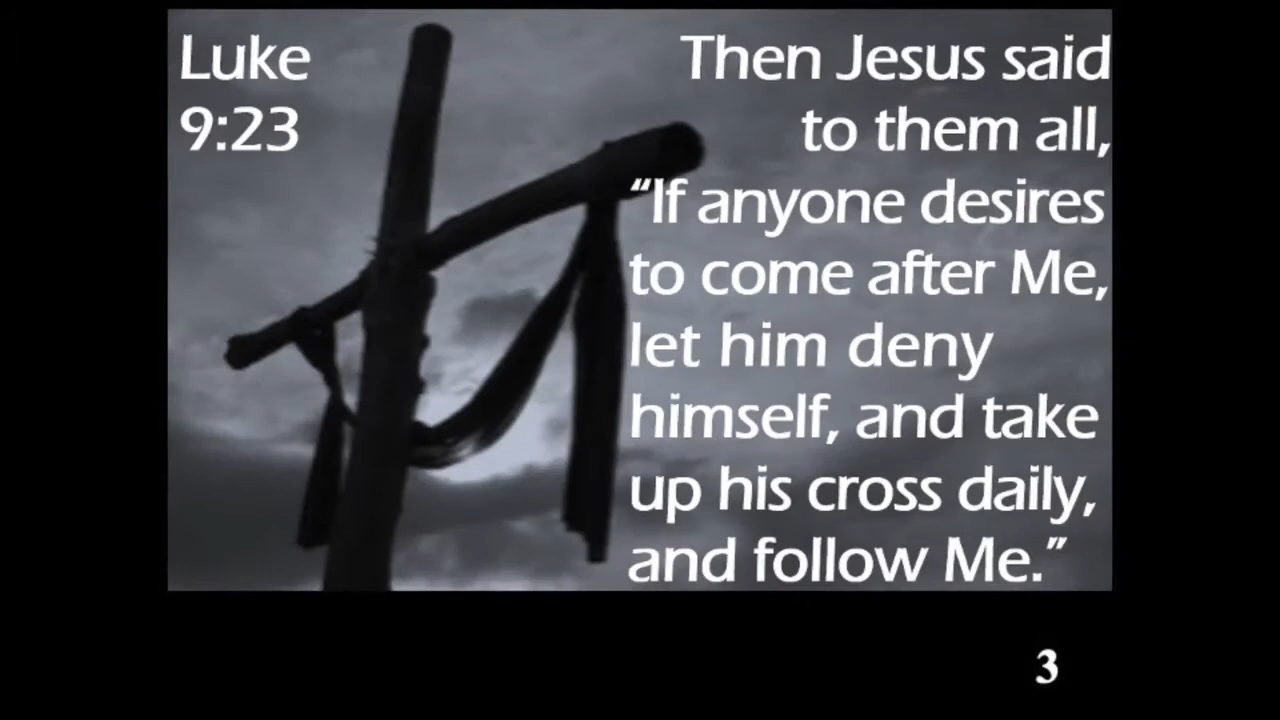 Luke
9:23
Then Jesus said
to them all,
“If anyone desires
to come after Me,
let him deny
himself, and take
up his cross daily,
and follow Me.”
3